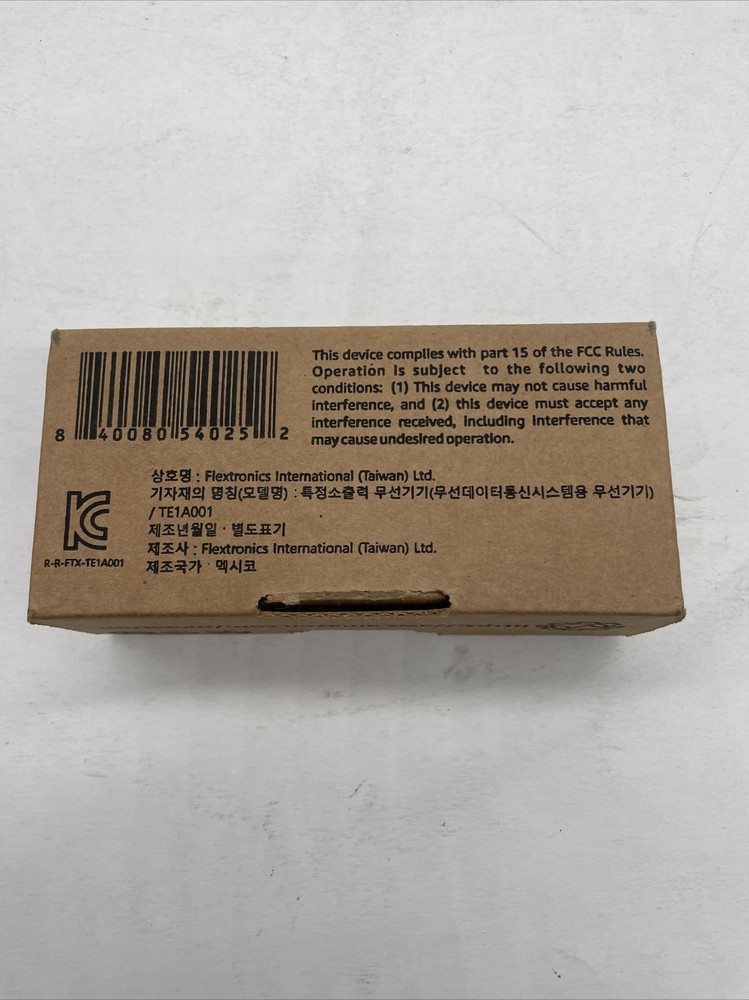 8 40080 54025 2
This device complies with part 15 of the FCC Rules.
Operation is subject to the following two
conditions: (1) This device may not cause harmful
interference, and (2) this device must accept any
interference received, including interference that
may cause undesired operation.
상호명 : Flextronics International (Taiwan) Ltd.
기자재의 명칭(모델명) : 특정소출력 무선기기(무선데이터통신시스템용 무선기기)
/ TE1A001
제조년월일 : 별도표기
제조사 : Flextronics International (Taiwan) Ltd.
제조국가 : 멕시코
R-R-FTX-TE1A001